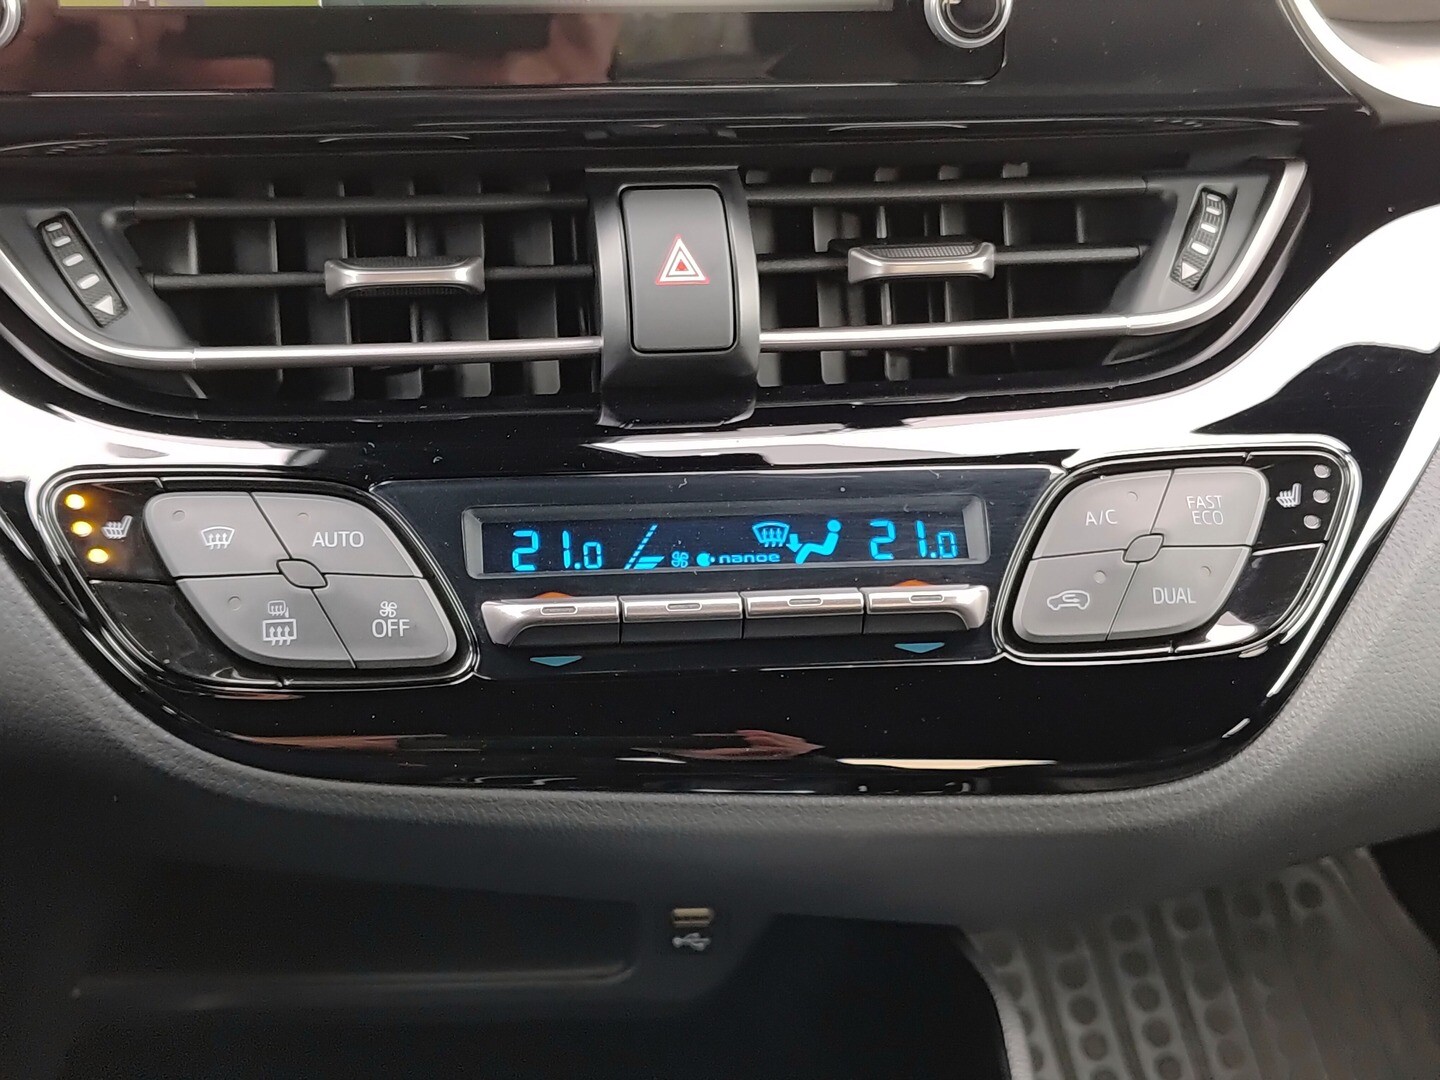 AUTO
OFF
21.0
nanoe
21.0
A/C
FAST
ECO
DUAL